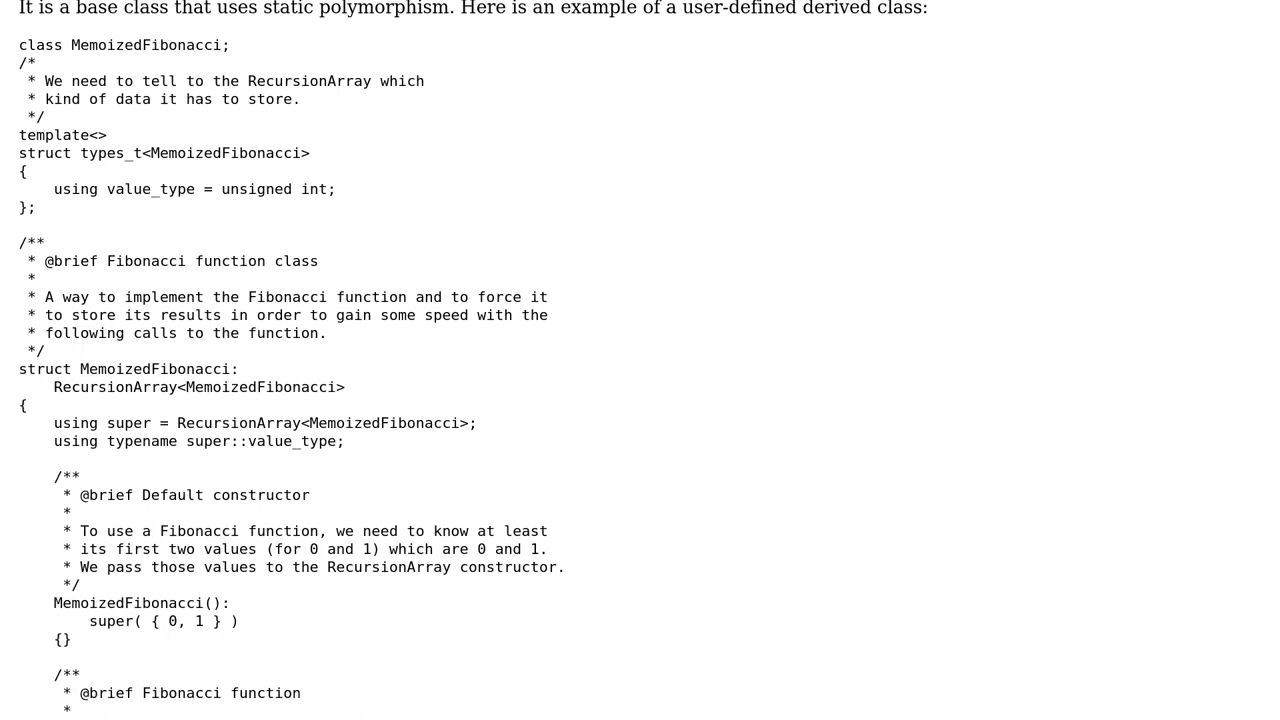 It is a base class that uses static polymorphism. Here is an example of a user-defined derived class:
class MemoizedFibonacci;
/*
 * We need to tell to the RecursionArray which
 * kind of data it has to store.
 */
template<>
struct types_t<MemoizedFibonacci>
{
    using value_type = unsigned int;
};

/**
 * @brief Fibonacci function class
 *
 * A way to implement the Fibonacci function and to force it
 * to store its results in order to gain some speed with the
 * following calls to the function.
 */
struct MemoizedFibonacci:
    RecursionArray<MemoizedFibonacci>
{
    using super = RecursionArray<MemoizedFibonacci>;
    using typename super::value_type;

    /**
     * @brief Default constructor
     *
     * To use a Fibonacci function, we need to know at least
     * its first two values (for 0 and 1) which are 0 and 1.
     * We pass those values to the RecursionArray constructor.
     */
    MemoizedFibonacci():
        super( { 0, 1 } )
    {}

    /**
     * @brief Fibonacci function
     *